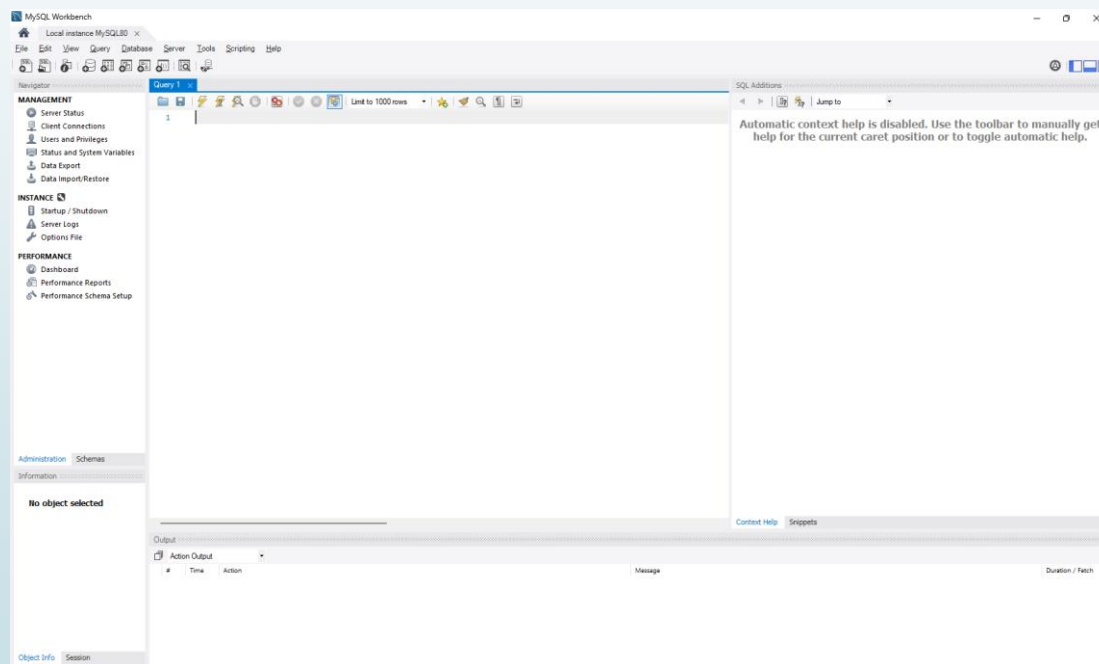 MySQL Workbench
Local instance MySQL80 ×
File Edit View Query Database Server Tools Scripting Help
Navigator
MANAGEMENT
Server Status
Client Connections
Users and Privileges
Status and System Variables
Data Export
Data Import/Restore
INSTANCE
Startup / Shutdown
Server Logs
Options File
PERFORMANCE
Dashboard
Performance Reports
Performance Schema Setup
Administration Schemas
Information
No object selected
Object Info Session
Query 1 ×
Limit to 1000 rows
1
SQL Additions
Jump to
Automatic context help is disabled. Use the toolbar to manually get
help for the current caret position or to toggle automatic help.
Context Help Snippets
Output
Action Output
# Time Action Message Duration / Fetch